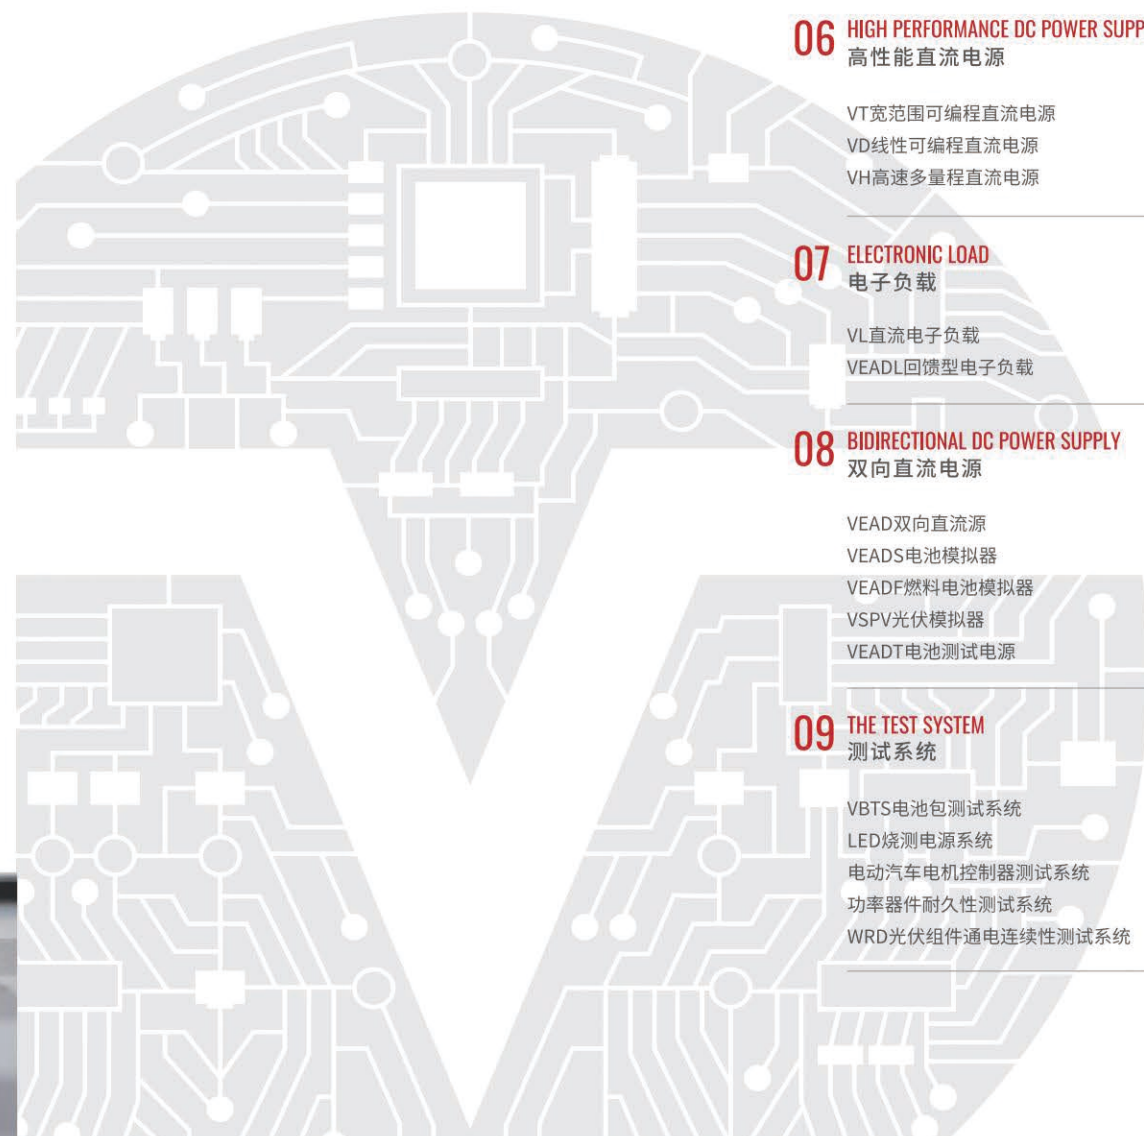 06 HIGH PERFORMANCE DC POWER SUPP
高性能直流电源
VT宽范围可编程直流电源
VD线性可编程直流电源
VH高速多量程直流电源
07 ELECTRONIC LOAD
电子负载
VL直流电子负载
VEADL回馈型电子负载
08 BIDIRECTIONAL DC POWER SUPPLY
双向直流电源
VEAD双向直流源
VEADS电池模拟器
VEADF燃料电池模拟器
VSPV光伏模拟器
VEADT电池测试电源
09 THE TEST SYSTEM
测试系统
VBTS电池包测试系统
LED烧测电源系统
电动汽车电机控制器测试系统
功率器件耐久性测试系统
WRD光伏组件通电连续性测试系统